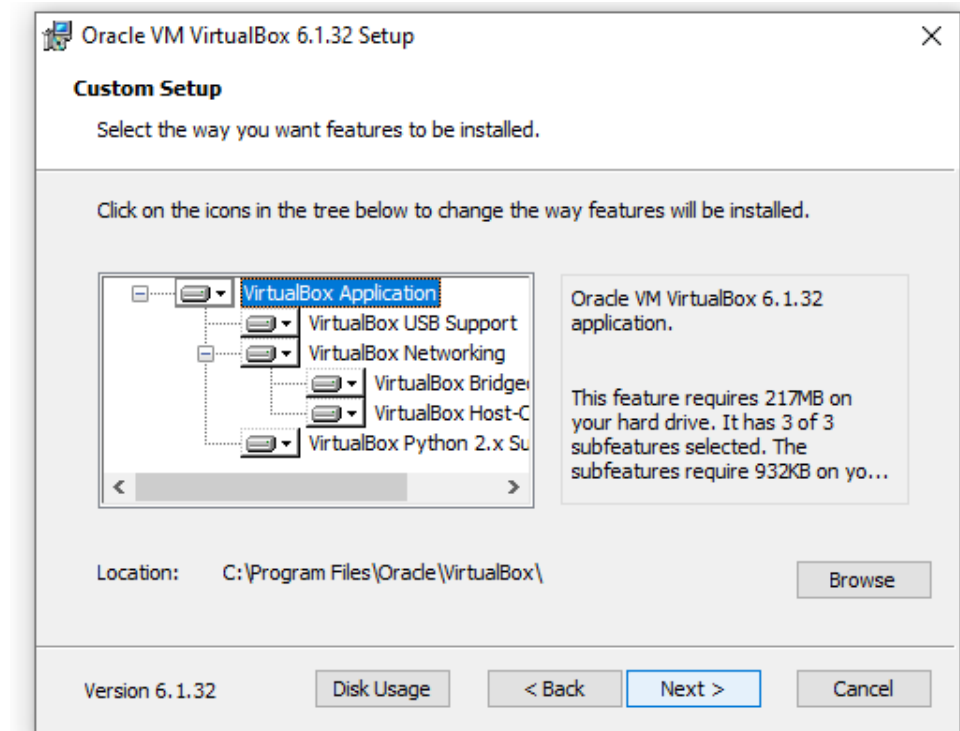 Oracle VM VirtualBox 6.1.32 Setup
Custom Setup
Select the way you want features to be installed.
Click on the icons in the tree below to change the way features will be installed.
VirtualBox Application
VirtualBox USB Support
VirtualBox Networking
VirtualBox Bridge
VirtualBox Host-C
VirtualBox Python 2.x Su
Oracle VM VirtualBox 6.1.32
application.
This feature requires 217MB on
your hard drive. It has 3 of 3
subfeatures selected. The
subfeatures require 932KB on yo...
Location: C:\Program Files\Oracle\VirtualBox\
Browse
Version 6.1.32 Disk Usage < Back Next > Cancel